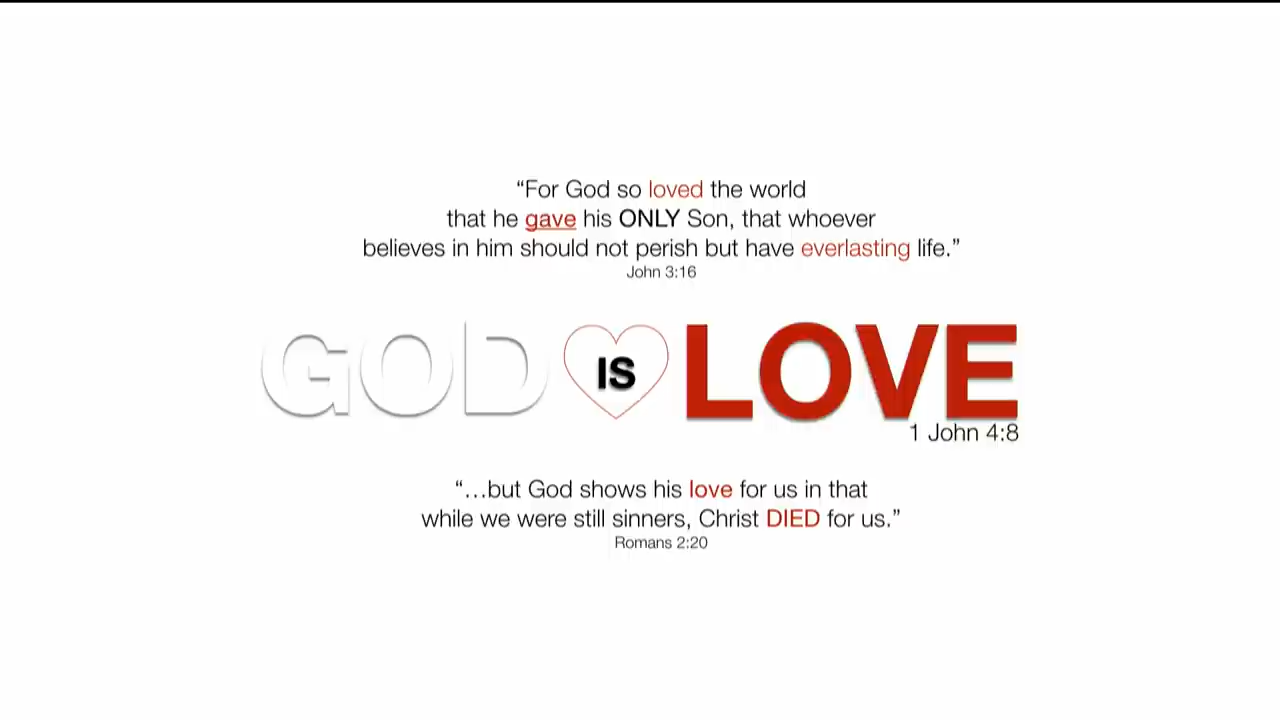 “For God so loved the world
that he gave his ONLY Son, that whoever
believes in him should not perish but have everlasting life.”
John 3:16
GOD IS LOVE
1 John 4:8
“…but God shows his love for us in that
while we were still sinners, Christ DIED for us.”
Romans 2:20